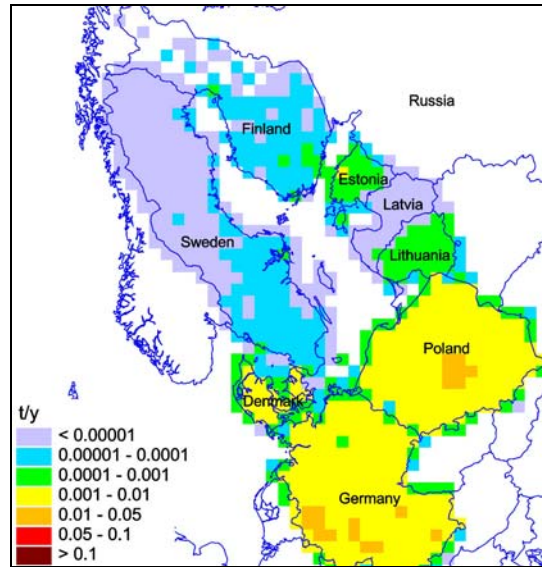 Russia
Finland
Estonia
Latvia
Sweden
Lithuania
Poland
Denmark
Germany
t/y
< 0.00001
0.00001 - 0.0001
0.0001 - 0.001
0.001 - 0.01
0.01 - 0.05
0.05 - 0.1
> 0.1